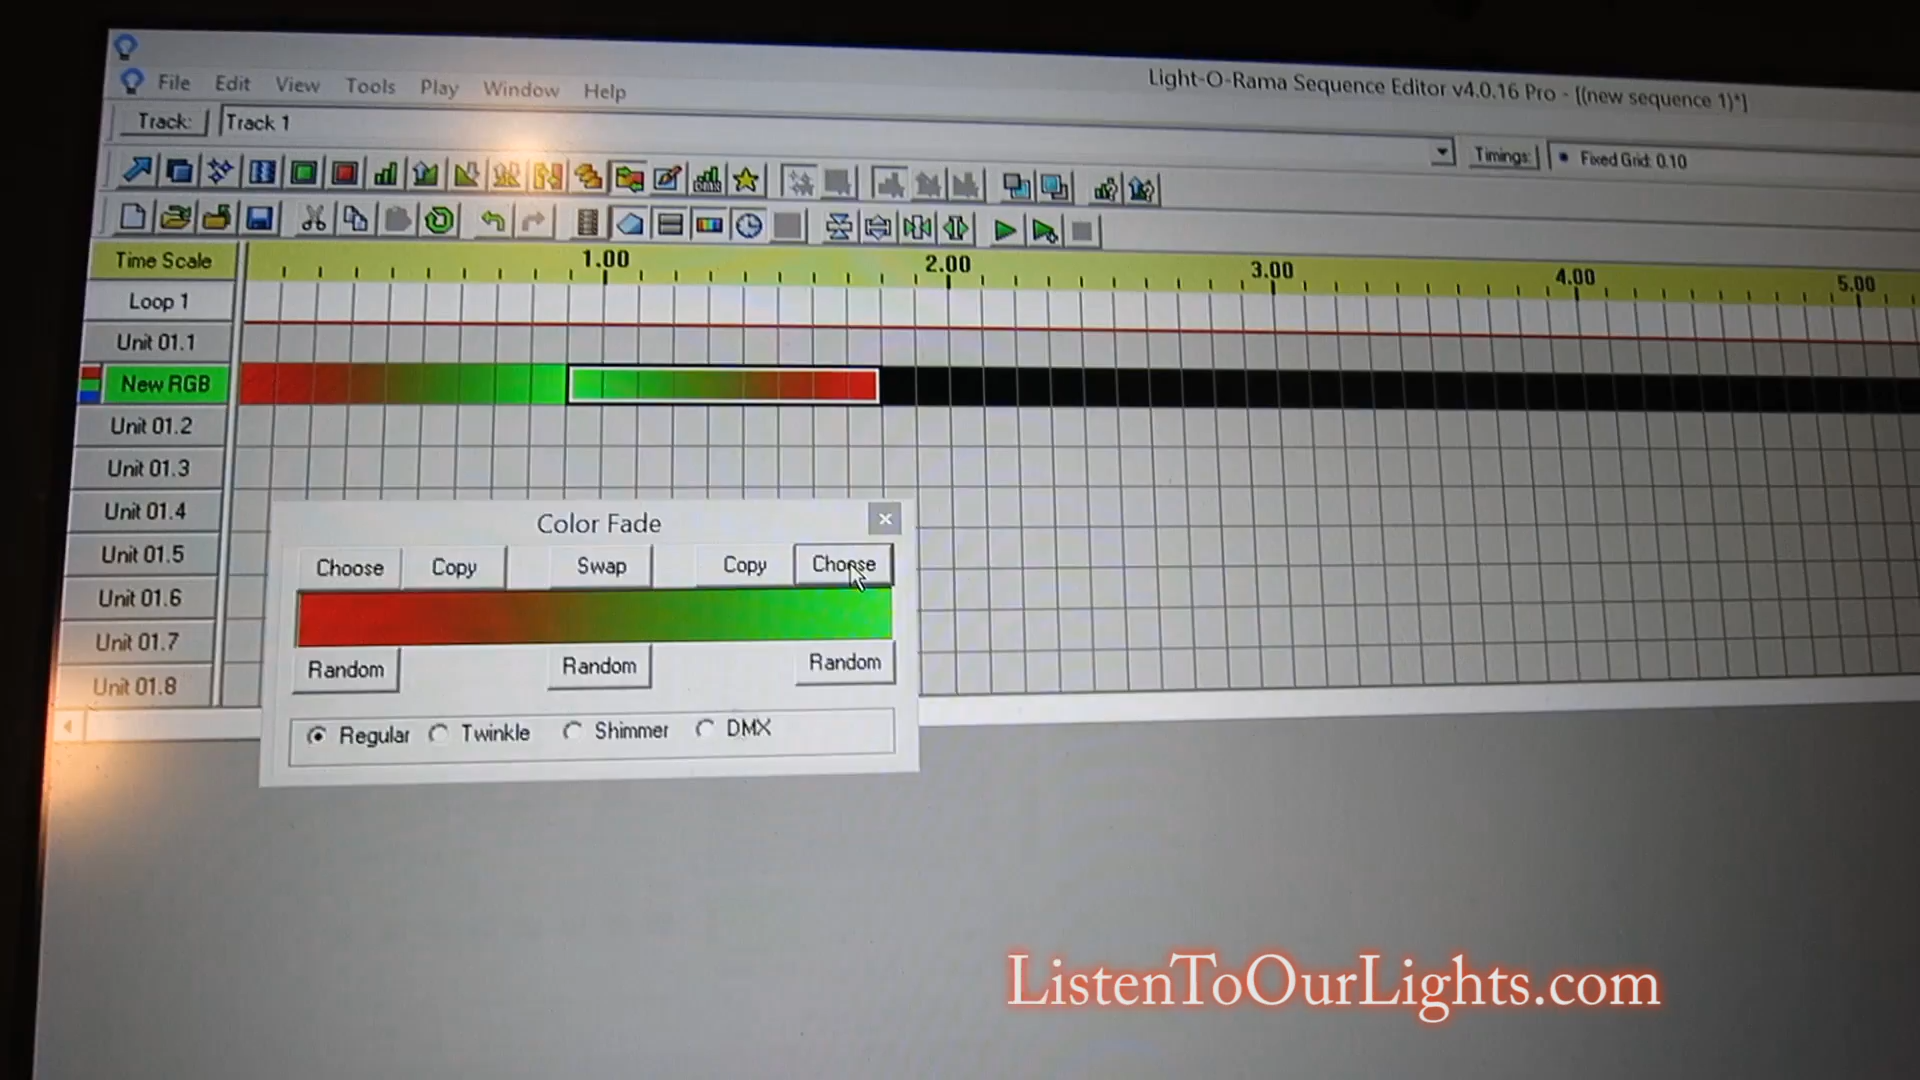 Light-O-Rama Sequence Editor v4.0.16 Pro - [(new sequence 1)*]
File Edit View Tools Play Window Help
Track: Track 1
Timings: Fixed Grid: 0.10
Time Scale 1.00 2.00 3.00 4.00 5.00
Loop 1
Unit 01.1
New RGB
Unit 01.2
Unit 01.3
Unit 01.4
Unit 01.5
Unit 01.6
Unit 01.7
Unit 01.8
Color Fade
Choose Copy Swap Copy Choose
Random Random Random
Regular Twinkle Shimmer DMX
ListenToOurLights.com